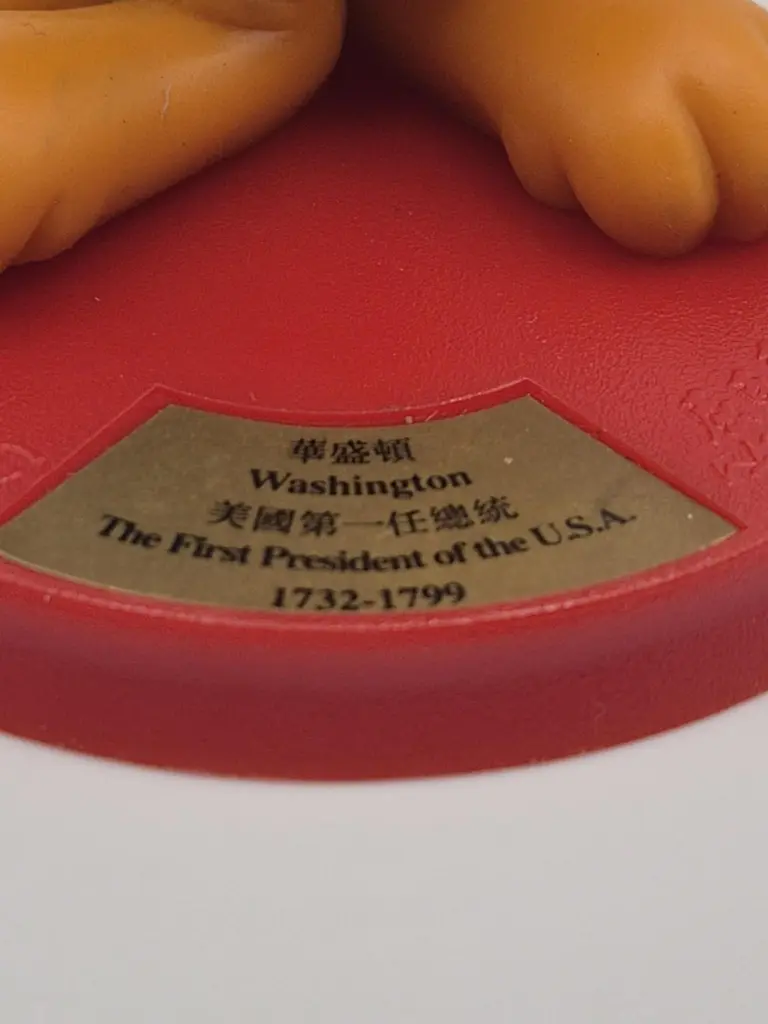 華盛頓
Washington
美國第一任總統
The First President of the U.S.A.
1732-1799